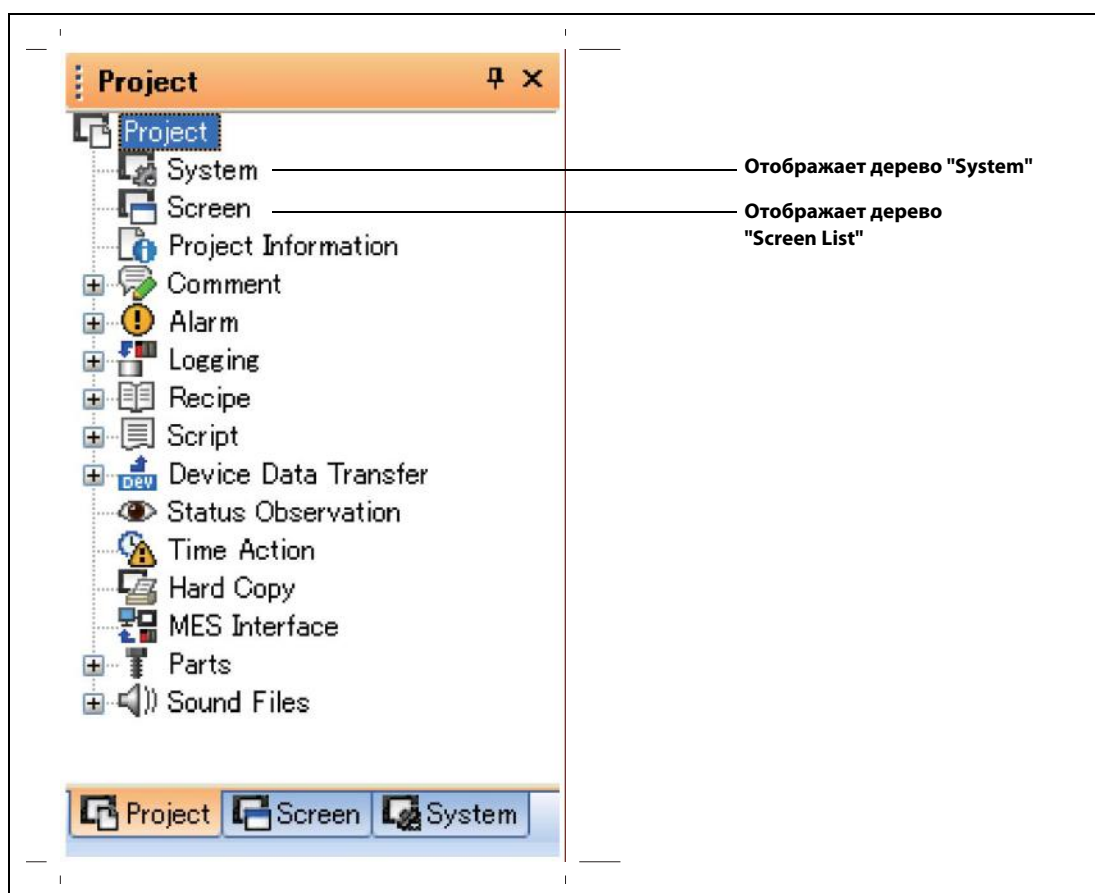 Project
Project
System
Отображает дерево "System"
Screen
Отображает дерево
"Screen List"
Project Information
Comment
Alarm
Logging
Recipe
Script
Dev
Device Data Transfer
Status Observation
Time Action
Hard Copy
MES Interface
Parts
Sound Files
Project Screen System